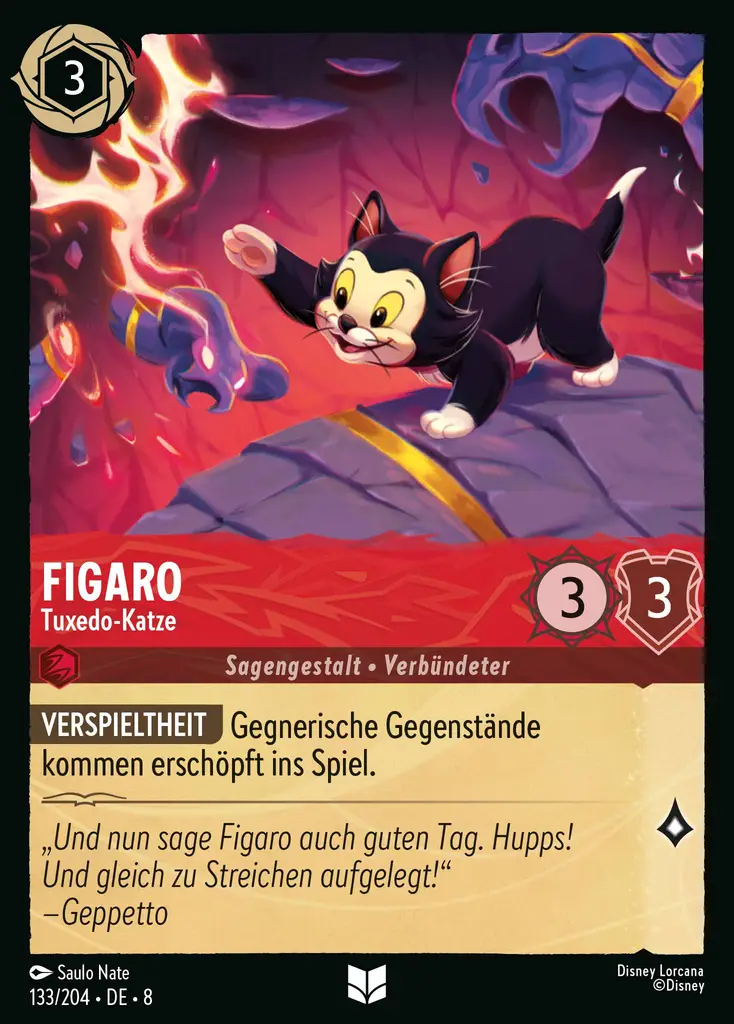 3
FIGARO
Tuxedo-Katze
3
3
Sagengestalt • Verbündeter
VERSPIELTHEIT Gegnerische Gegenstände
kommen erschöpft ins Spiel.
„Und nun sage Figaro auch guten Tag. Hupps!
Und gleich zu Streichen aufgelegt!“
–Geppetto
Saulo Nate
133/204 • DE • 8
Disney Lorcana
©Disney